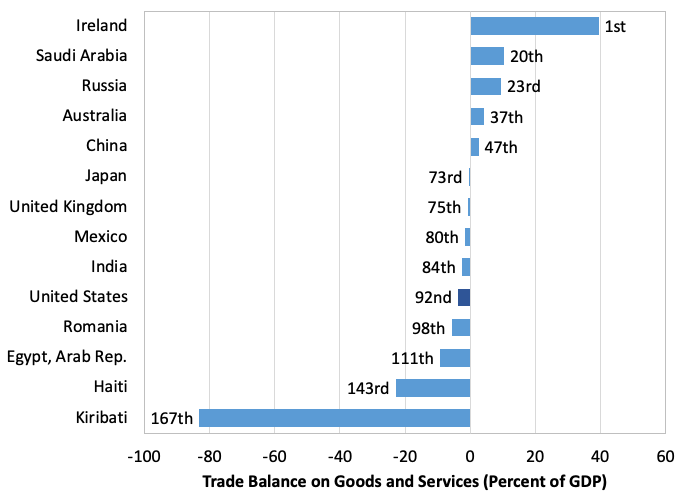 Ireland 1st
Saudi Arabia 20th
Russia 23rd
Australia 37th
China 47th
Japan 73rd
United Kingdom 75th
Mexico 80th
India 84th
United States 92nd
Romania 98th
Egypt, Arab Rep. 111th
Haiti 143rd
Kiribati 167th
-100 -80 -60 -40 -20 0 20 40 60
Trade Balance on Goods and Services (Percent of GDP)